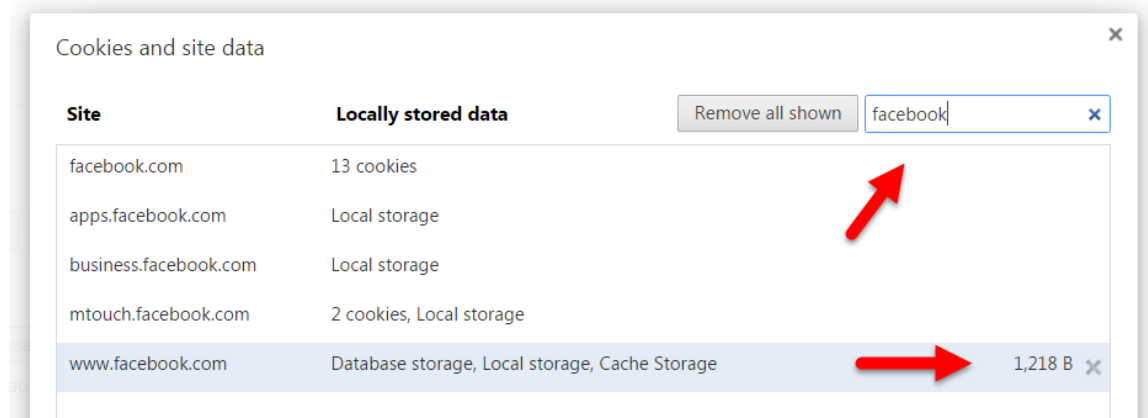 Cookies and site data
Site Locally stored data Remove all shown facebook
facebook.com 13 cookies
apps.facebook.com Local storage
business.facebook.com Local storage
mtouch.facebook.com 2 cookies, Local storage
www.facebook.com Database storage, Local storage, Cache Storage 1,218 B